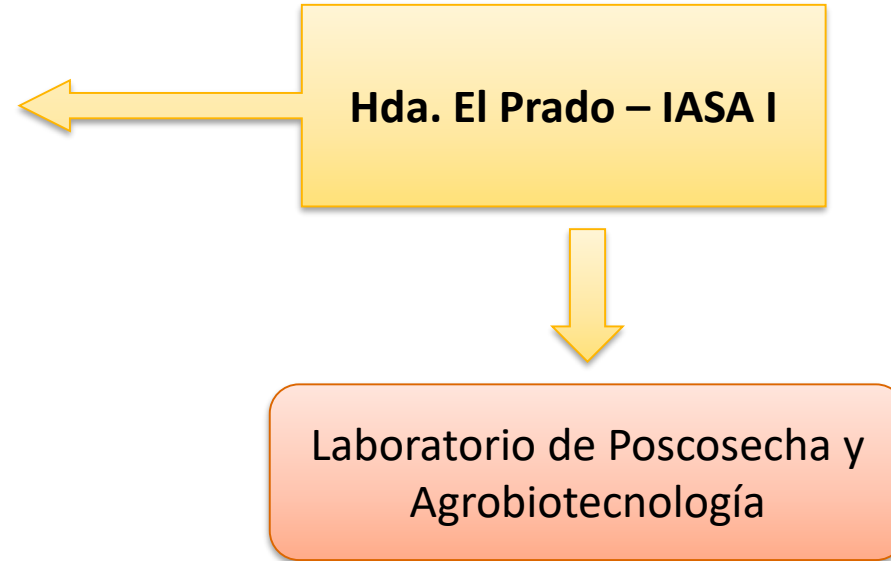 Hda. El Prado – IASA I
Laboratorio de Poscosecha y
Agrobiotecnología